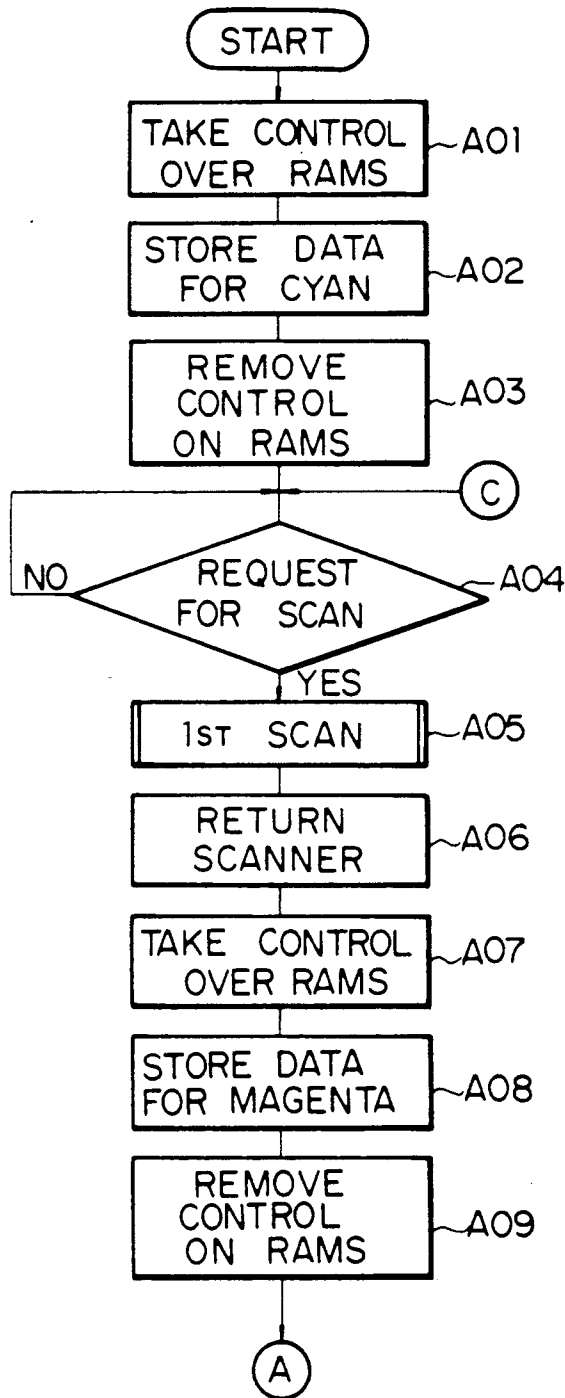 START
TAKE CONTROL
OVER RAMS
A01
STORE DATA
FOR CYAN
A02
REMOVE
CONTROL
ON RAMS
A03
C
REQUEST
FOR SCAN
A04
NO
YES
1ST SCAN
A05
RETURN
SCANNER
A06
TAKE CONTROL
OVER RAMS
A07
STORE DATA
FOR MAGENTA
A08
REMOVE
CONTROL
ON RAMS
A09
A